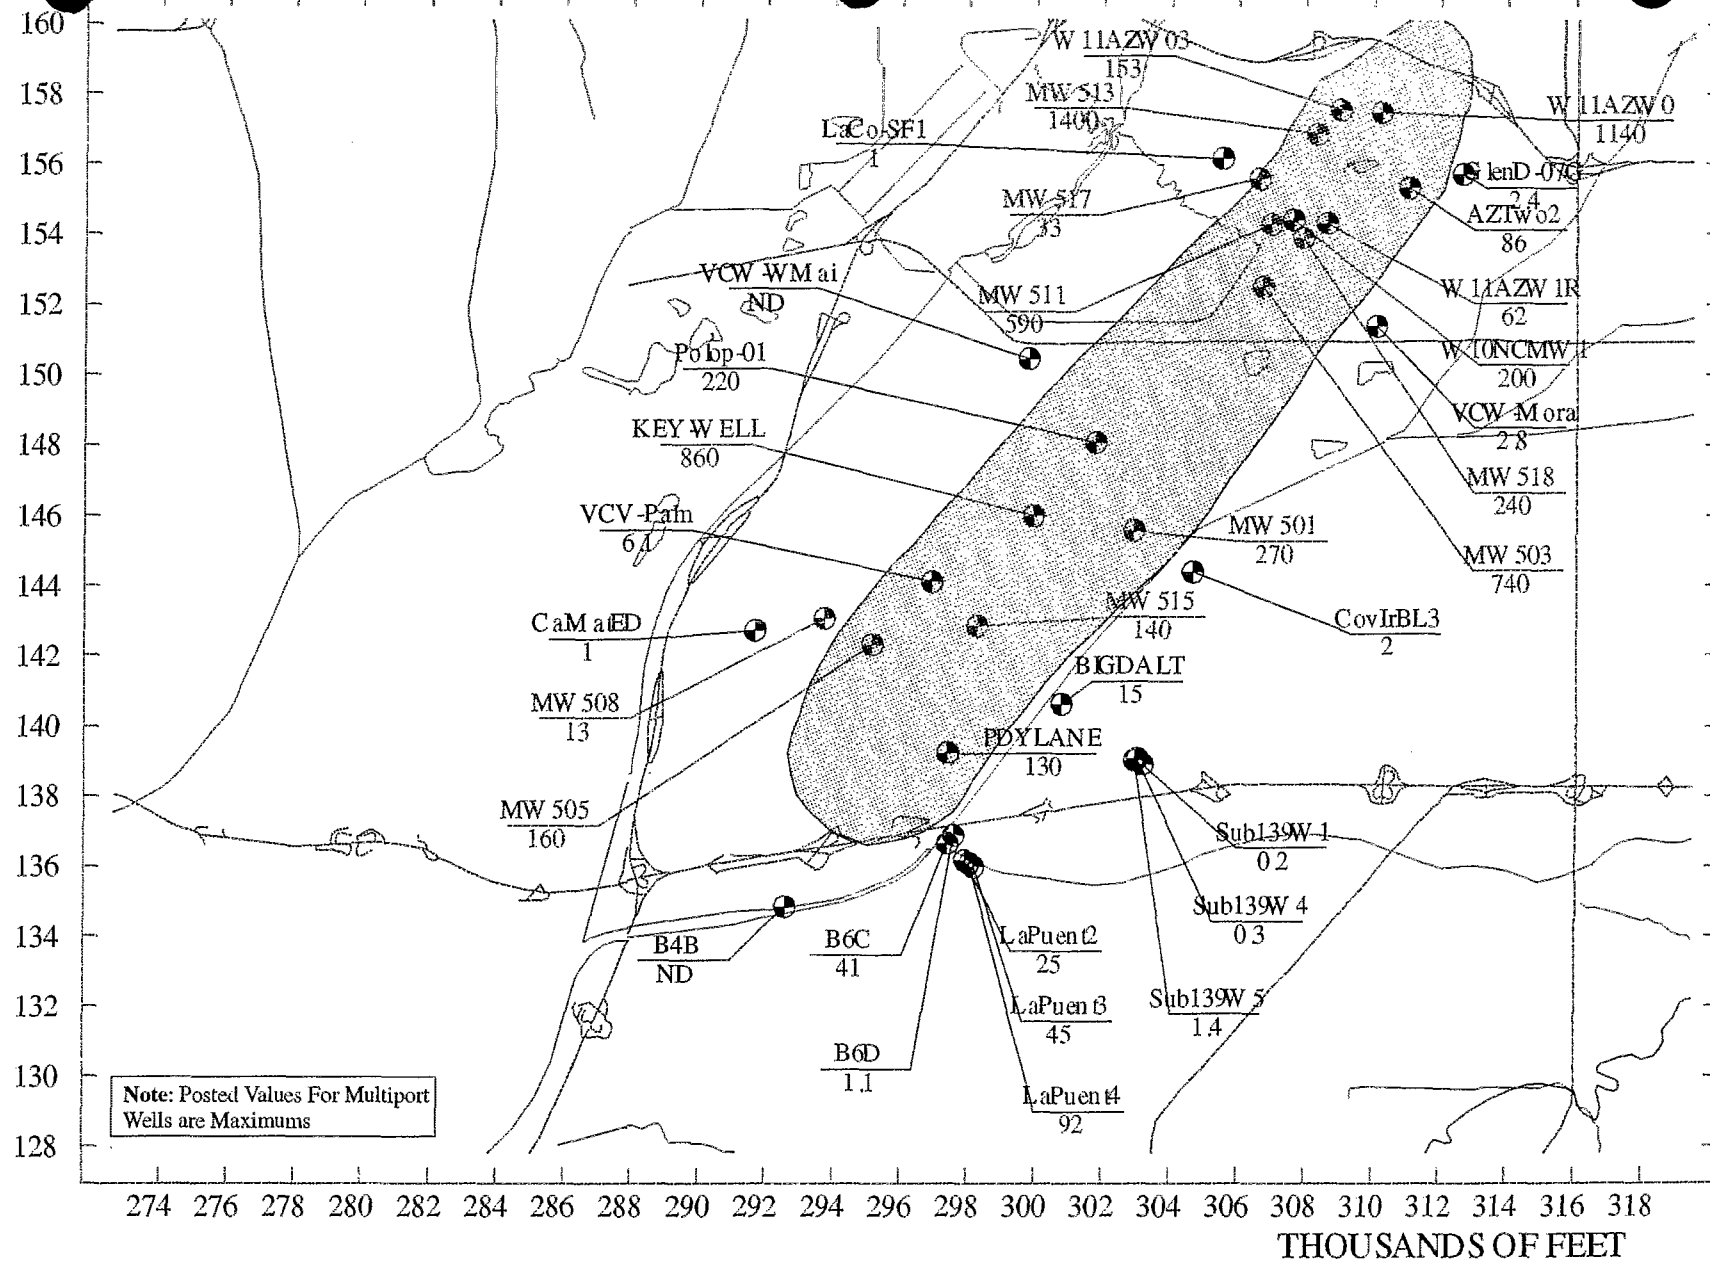 160
158
156
154
152
150
148
146
144
142
140
138
136
134
132
130
128
W 11AZW 03
153
MW 513
1400
LaCo-SF1
1
W 11AZW 0
1140
GlenD-07G
2.4
MW 517
33
AZTwo2
86
VCW-WMai
ND
MW 511
590
W 11AZW 1R
62
Polop-01
220
W 10NCMW 1
200
KEY WELL
860
VCW-Mora
2.8
MW 518
240
VCV-Palm
6.1
MW 501
270
MW 503
740
CaMatED
1
MW 515
140
CovIrBL3
2
BIGDALT
15
MW 508
13
PDYLANE
130
MW 505
160
Sub139W 1
0.2
Sub139W 4
0.3
B4B
ND
B6C
41
LaPuent2
25
LaPuent3
45
Sub139W 5
1.4
B6D
1.1
LaPuent4
92
Note: Posted Values For Multiport
Wells are Maximums
274 276 278 280 282 284 286 288 290 292 294 296 298 300 302 304 306 308 310 312 314 316 318
THOUSANDS OF FEET